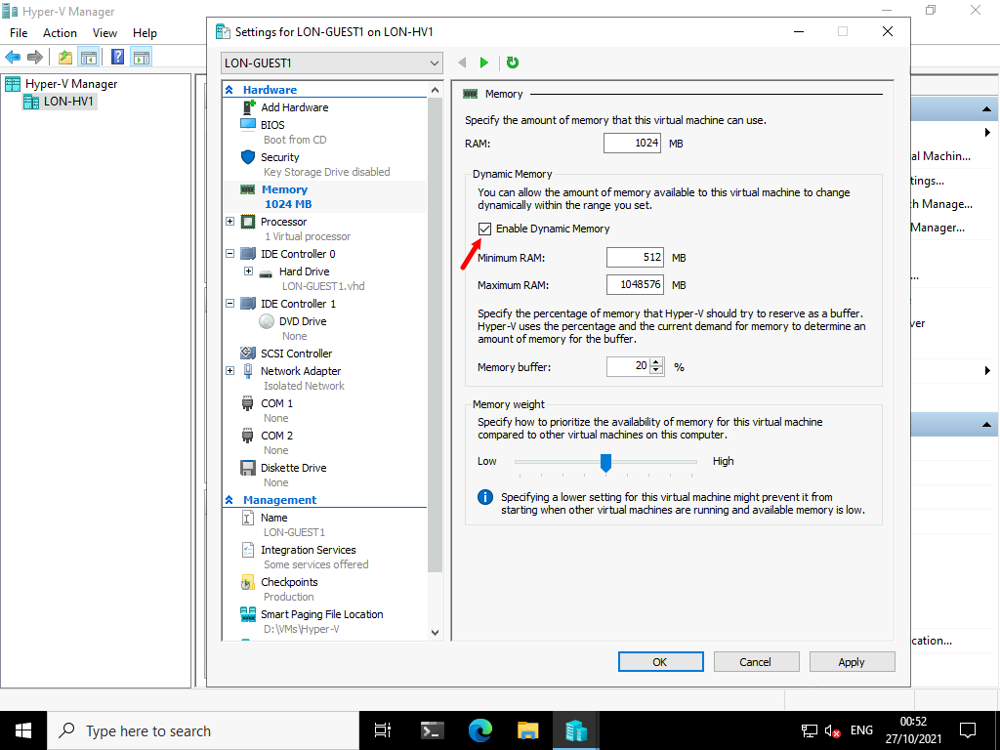 Hyper-V Manager
File Action View Help
Hyper-V Manager
LON-HV1
Settings for LON-GUEST1 on LON-HV1
LON-GUEST1
Hardware
Add Hardware
BIOS
Boot from CD
Security
Key Storage Drive disabled
Memory
1024 MB
Processor
1 Virtual processor
IDE Controller 0
Hard Drive
LON-GUEST1.vhd
IDE Controller 1
DVD Drive
None
SCSI Controller
Network Adapter
Isolated Network
COM 1
None
COM 2
None
Diskette Drive
None
Management
Name
LON-GUEST1
Integration Services
Some services offered
Checkpoints
Production
Smart Paging File Location
D:\VMs\Hyper-V
Memory
Specify the amount of memory that this virtual machine can use.
RAM: 1024 MB
Dynamic Memory
You can allow the amount of memory available to this virtual machine to change
dynamically within the range you set.
Enable Dynamic Memory
Minimum RAM: 512 MB
Maximum RAM: 1048576 MB
Specify the percentage of memory that Hyper-V should try to reserve as a buffer.
Hyper-V uses the percentage and the current demand for memory to determine an
amount of memory for the buffer.
Memory buffer: 20 %
Memory weight
Specify how to prioritize the availability of memory for this virtual machine
compared to other virtual machines on this computer.
Low High
Specifying a lower setting for this virtual machine might prevent it from
starting when other virtual machines are running and available memory is low.
OK Cancel Apply
al Machin...
tings...
h Manage...
Manager...
...
ver
cation...
Type here to search
ENG
00:52
27/10/2021